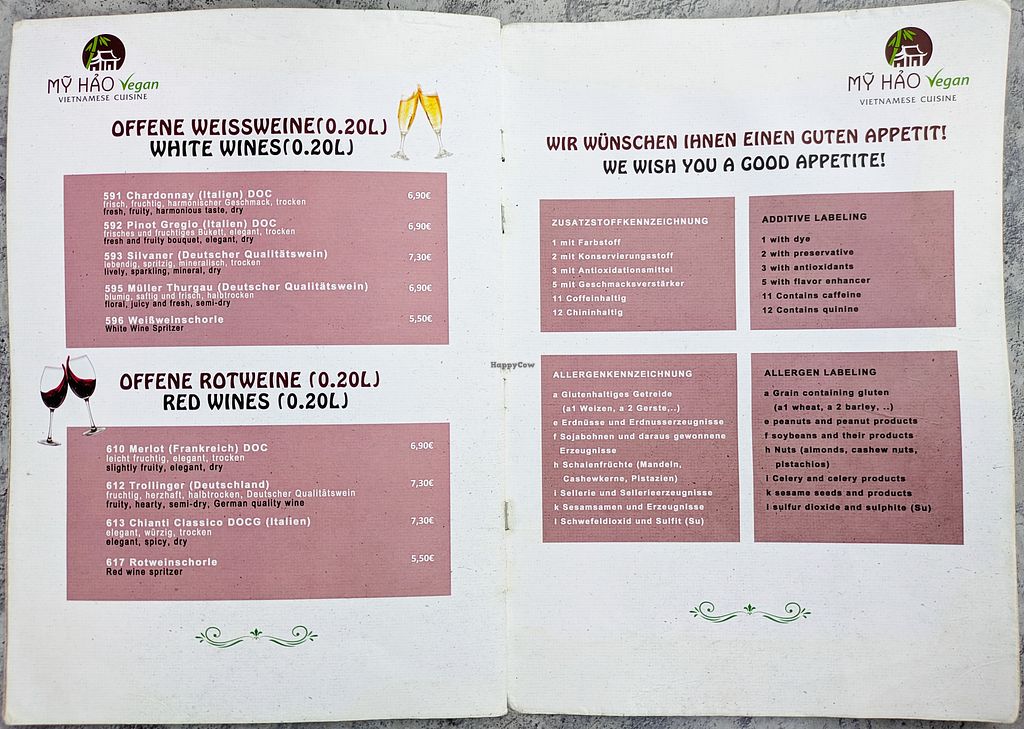 MỸ HẢO Vegan
VIETNAMESE CUISINE
OFFENE WEISSWEINE(0.20L)
WHITE WINES(0.20L)
591 Chardonnay (Italien) DOC 6,90€
frisch, fruchtig, harmonischer Geschmack, trocken
fresh, fruity, harmonious taste, dry
592 Pinot Gregio (Italien) DOC 6,90€
frisches und fruchtiges Bukett, elegant, trocken
fresh and fruity bouquet, elegant, dry
593 Silvaner (Deutscher Qualitätswein) 7,30€
lebendig, spritzig, mineralisch, trocken
lively, sparkling, mineral, dry
595 Müller Thurgau (Deutscher Qualitätswein) 6,90€
blumig, saftig und frisch, halbtrocken
floral, juicy and fresh, semi-dry
596 Weißweinschorle 5,50€
White Wine Spritzer
OFFENE ROTWEINE (0.20L)
RED WINES (0.20L)
610 Merlot (Frankreich) DOC 6,90€
leicht fruchtig, elegant, trocken
slightly fruity, elegant, dry
612 Trollinger (Deutschland) 7,30€
fruchtig, herzhaft, halbtrocken, Deutscher Qualitätswein
fruity, hearty, semi-dry, German quality wine
613 Chianti Classico DOCG (Italien) 7,30€
elegant, würzig, trocken
elegant, spicy, dry
617 Rotweinschorle 5,50€
Red wine spritzer
HappyCow
MỸ HẢO Vegan
VIETNAMESE CUISINE
WIR WÜNSCHEN IHNEN EINEN GUTEN APPETIT!
WE WISH YOU A GOOD APPETITE!
ZUSATZSTOFFKENNZEICHNUNG
1 mit Farbstoff
2 mit Konservierungsstoff
3 mit Antioxidationsmittel
5 mit Geschmacksverstärker
11 Coffeinhaltig
12 Chininhaltig
ADDITIVE LABELING
1 with dye
2 with preservative
3 with antioxidants
5 with flavor enhancer
11 Contains caffeine
12 Contains quinine
ALLERGENKENNZEICHNUNG
a Glutenhaltiges Getreide
(a1 Weizen, a 2 Gerste,..)
e Erdnüsse und Erdnusserzeugnisse
f Sojabohnen und daraus gewonnene
Erzeugnisse
h Schalenfrüchte (Mandeln,
Cashewkerne, Pistazien)
i Sellerie und Sellerieerzeugnisse
k Sesamsamen und Erzeugnisse
l Schwefeldioxid und Sulfit (Su)
ALLERGEN LABELING
a Grain containing gluten
(a1 wheat, a 2 barley, ..)
e peanuts and peanut products
f soybeans and their products
h Nuts (almonds, cashew nuts,
pistachios)
i Celery and celery products
k sesame seeds and products
l sulfur dioxide and sulphite (Su)